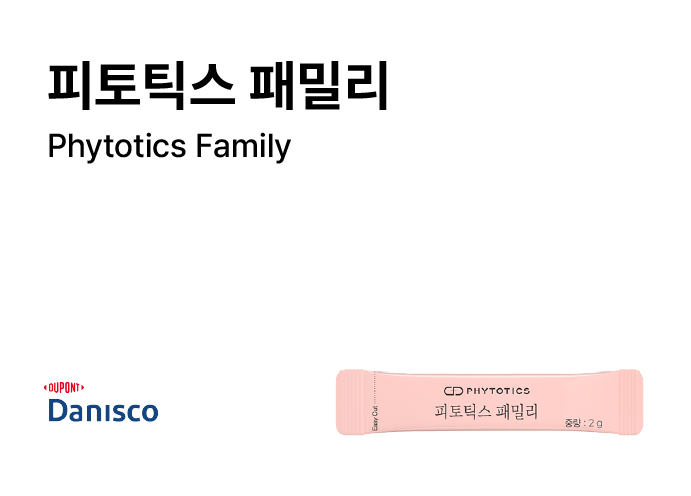 피토틱스 패밀리
Phytotics Family
DUPONT
Danisco
Easy Cut
PHYTOTICS
피토틱스 패밀리
중량 : 2 g